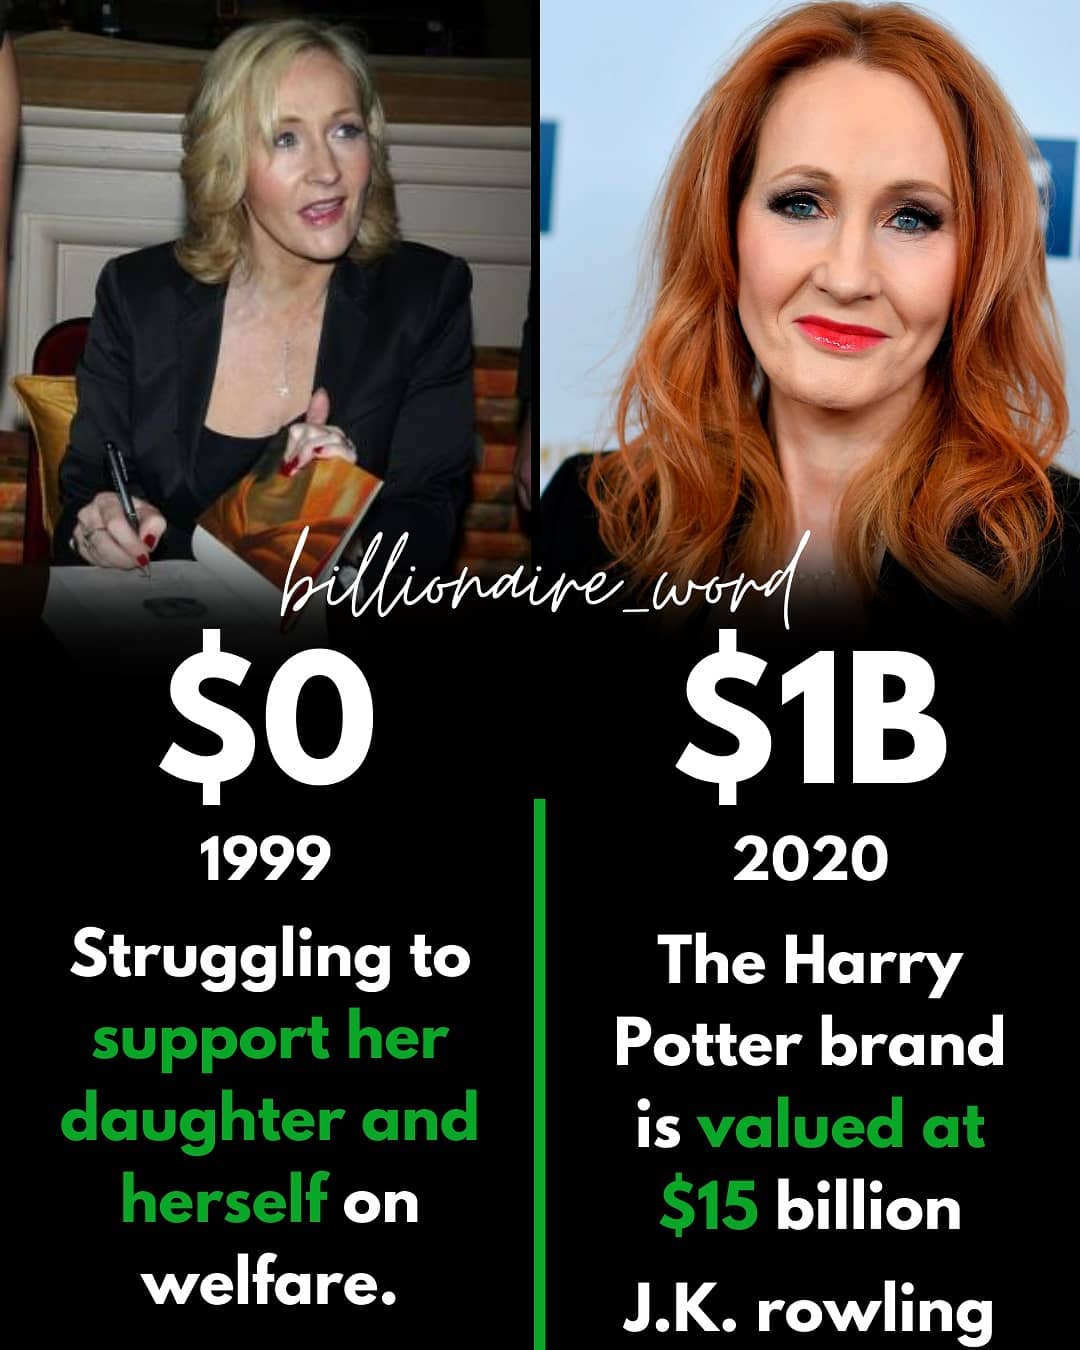 billionaire_word
$0
1999
Struggling to
support her
daughter and
herself on
welfare.
$1B
2020
The Harry
Potter brand
is valued at
$15 billion
J.K. rowling